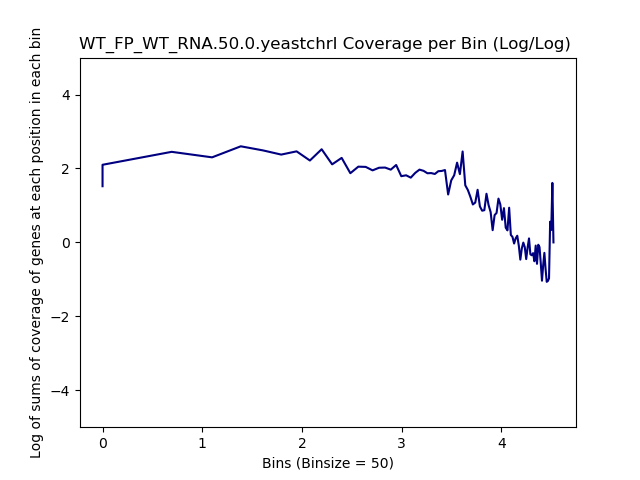 WT_FP_WT_RNA.50.0.yeastchrI Coverage per Bin (Log/Log)
Log of sums of coverage of genes at each position in each bin
4
2
0
−2
−4
0 1 2 3 4
Bins (Binsize = 50)